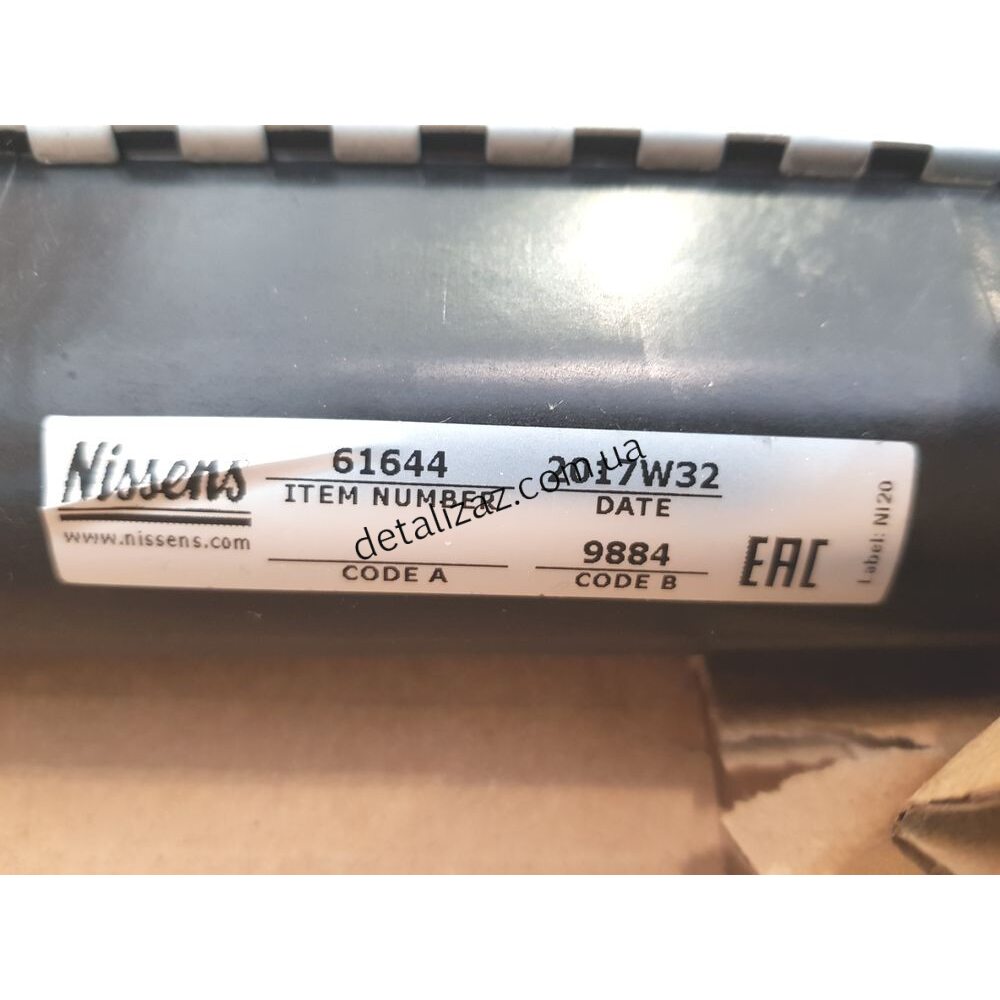 Nissens
www.nissens.com
61644
ITEM NUMBER
2017W32
DATE
CODE A
9884
CODE B
EAC
Label: NI20
detalizaz.com.ua